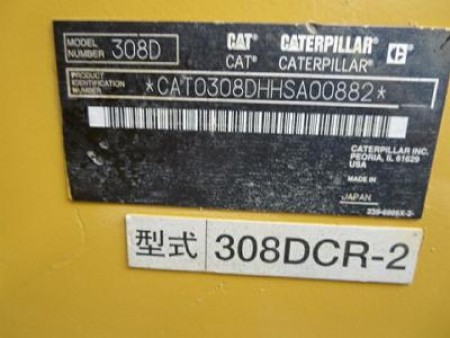 MODEL NUMBER 308D
CAT CATERPILLAR C
CAT CATERPILLAR
PRODUCT IDENTIFICATION NUMBER *CAT0308DHHSA00882*
CATERPILLAR INC.
PEORIA, IL 61629
USA
MADE IN
JAPAN
型式 308DCR-2